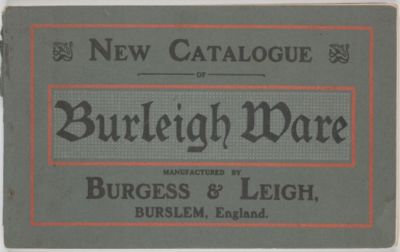 New Catalogue
OF
Burleigh Ware
MANUFACTURED BY
Burgess & Leigh,
BURSLEM, England.